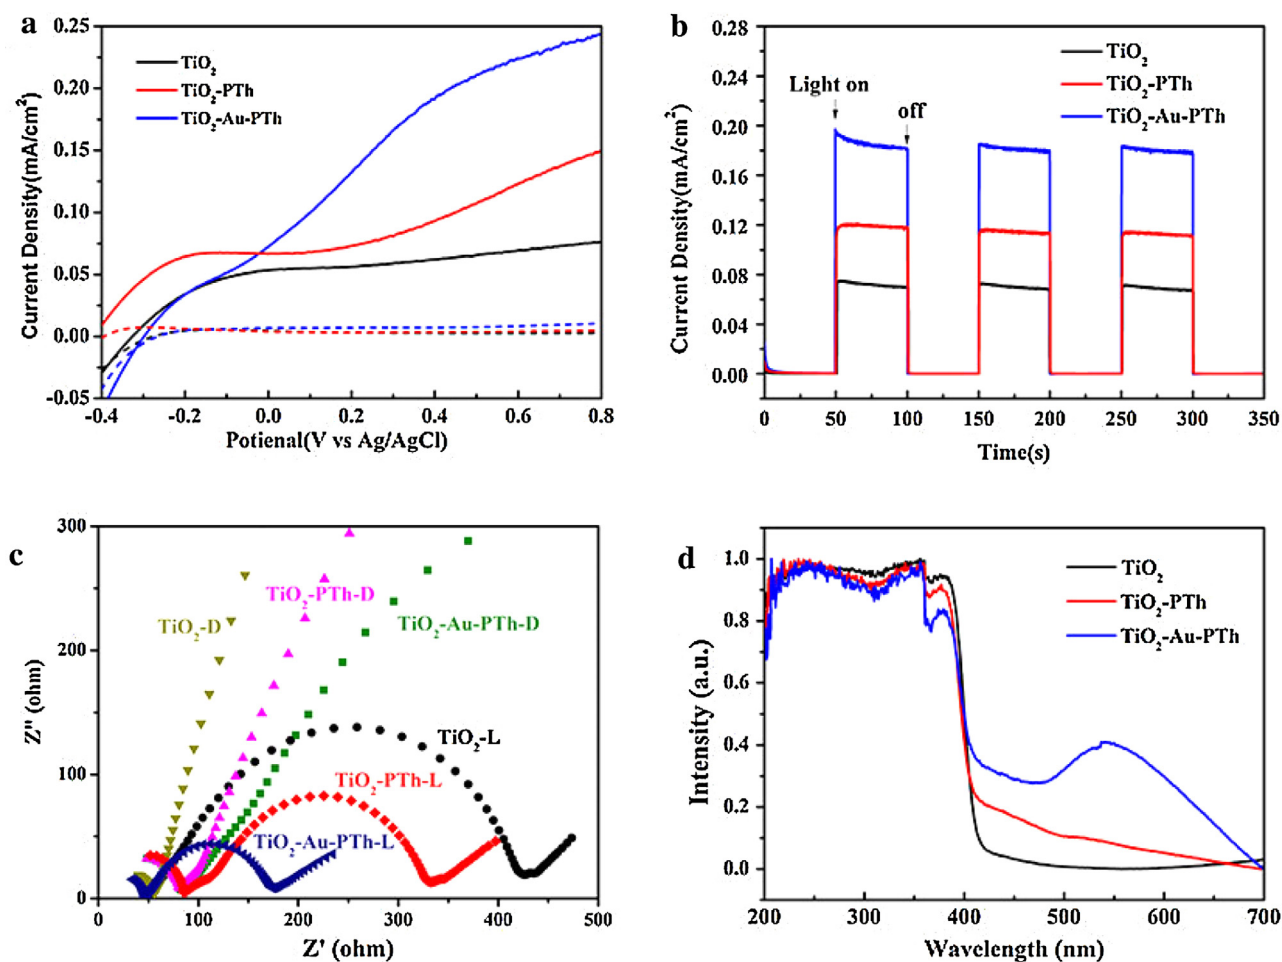 a
0.25
0.20
0.15
0.10
0.05
0.00
-0.05
Current Density(mA/cm²)
TiO₂
TiO₂-PTh
TiO₂-Au-PTh
-0.4 -0.2 0.0 0.2 0.4 0.6 0.8
Potienal(V vs Ag/AgCl)
b
0.28
0.24
0.20
0.16
0.12
0.08
0.04
0.00
Current Density(mA/cm²)
TiO₂
TiO₂-PTh
TiO₂-Au-PTh
Light on
off
0 50 100 150 200 250 300 350
Time(s)
c
300
200
100
0
Z'' (ohm)
TiO₂-D
TiO₂-PTh-D
TiO₂-Au-PTh-D
TiO₂-L
TiO₂-PTh-L
TiO₂-Au-PTh-L
0 100 200 300 400 500
Z' (ohm)
d
1.0
0.8
0.6
0.4
0.2
0.0
Intensity (a.u.)
TiO₂
TiO₂-PTh
TiO₂-Au-PTh
200 300 400 500 600 700
Wavelength (nm)